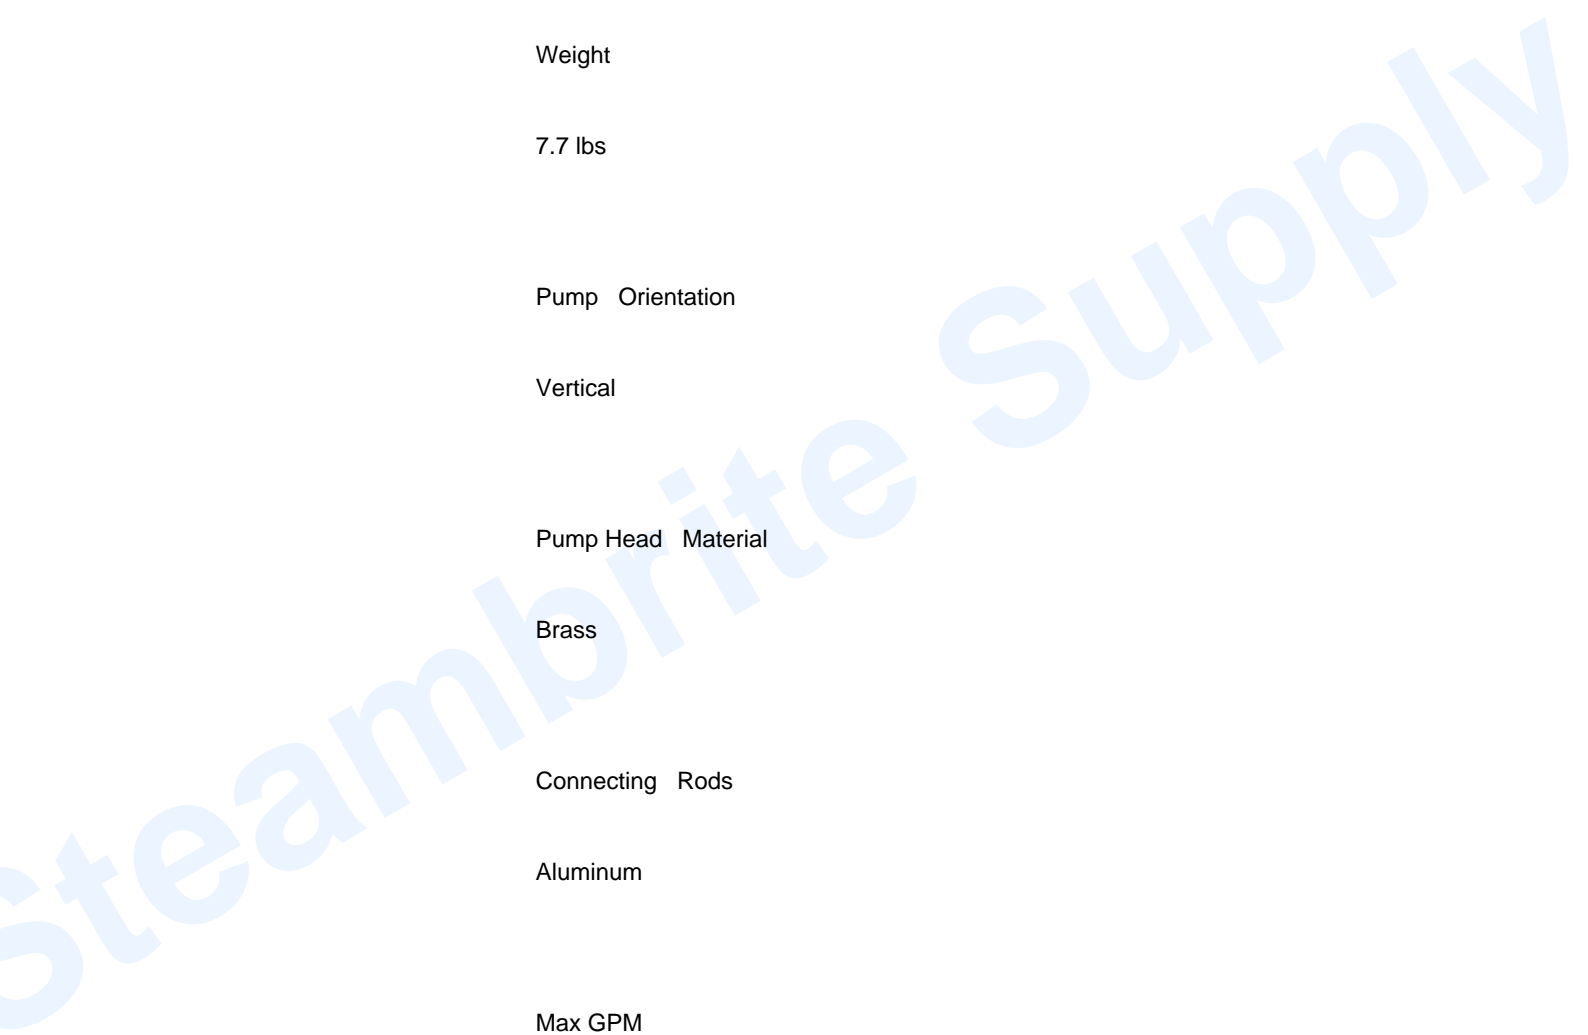 Weight
7.7 lbs
Pump Orientation
Vertical
Pump Head Material
Brass
Connecting Rods
Aluminum
Max GPM
Steambrite Supply